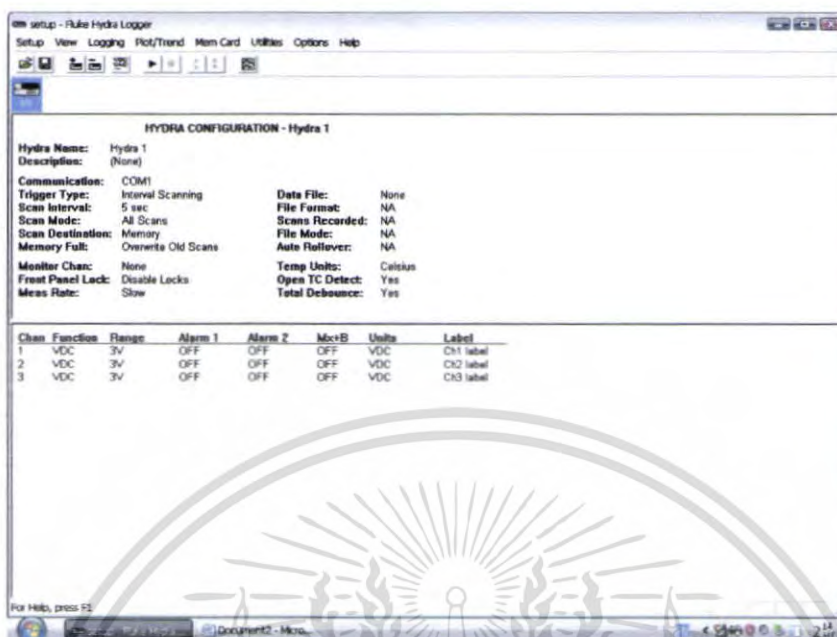 setup - Fluke Hydra Logger
Setup View Logging Plot/Trend Mem Card Utilities Options Help
HYDRA CONFIGURATION - Hydra 1
Hydra Name: Hydra 1
Description: (None)
Communication: COM1
Trigger Type: Interval Scanning Data File: None
Scan Interval: 5 sec File Format: NA
Scan Mode: All Scans Scans Recorded: NA
Scan Destination: Memory File Mode: NA
Memory Full: Overwrite Old Scans Auto Rollover: NA
Monitor Chan: None Temp Units: Celsius
Front Panel Lock: Disable Locks Open TC Detect: Yes
Meas Rate: Slow Total Debounce: Yes
Chan Function Range Alarm 1 Alarm 2 Mx+B Units Label
1 VDC 3V OFF OFF OFF VDC Ch1 label
2 VDC 3V OFF OFF OFF VDC Ch2 label
3 VDC 3V OFF OFF OFF VDC Ch3 label
For Help, press F1
Document2 - Micro...